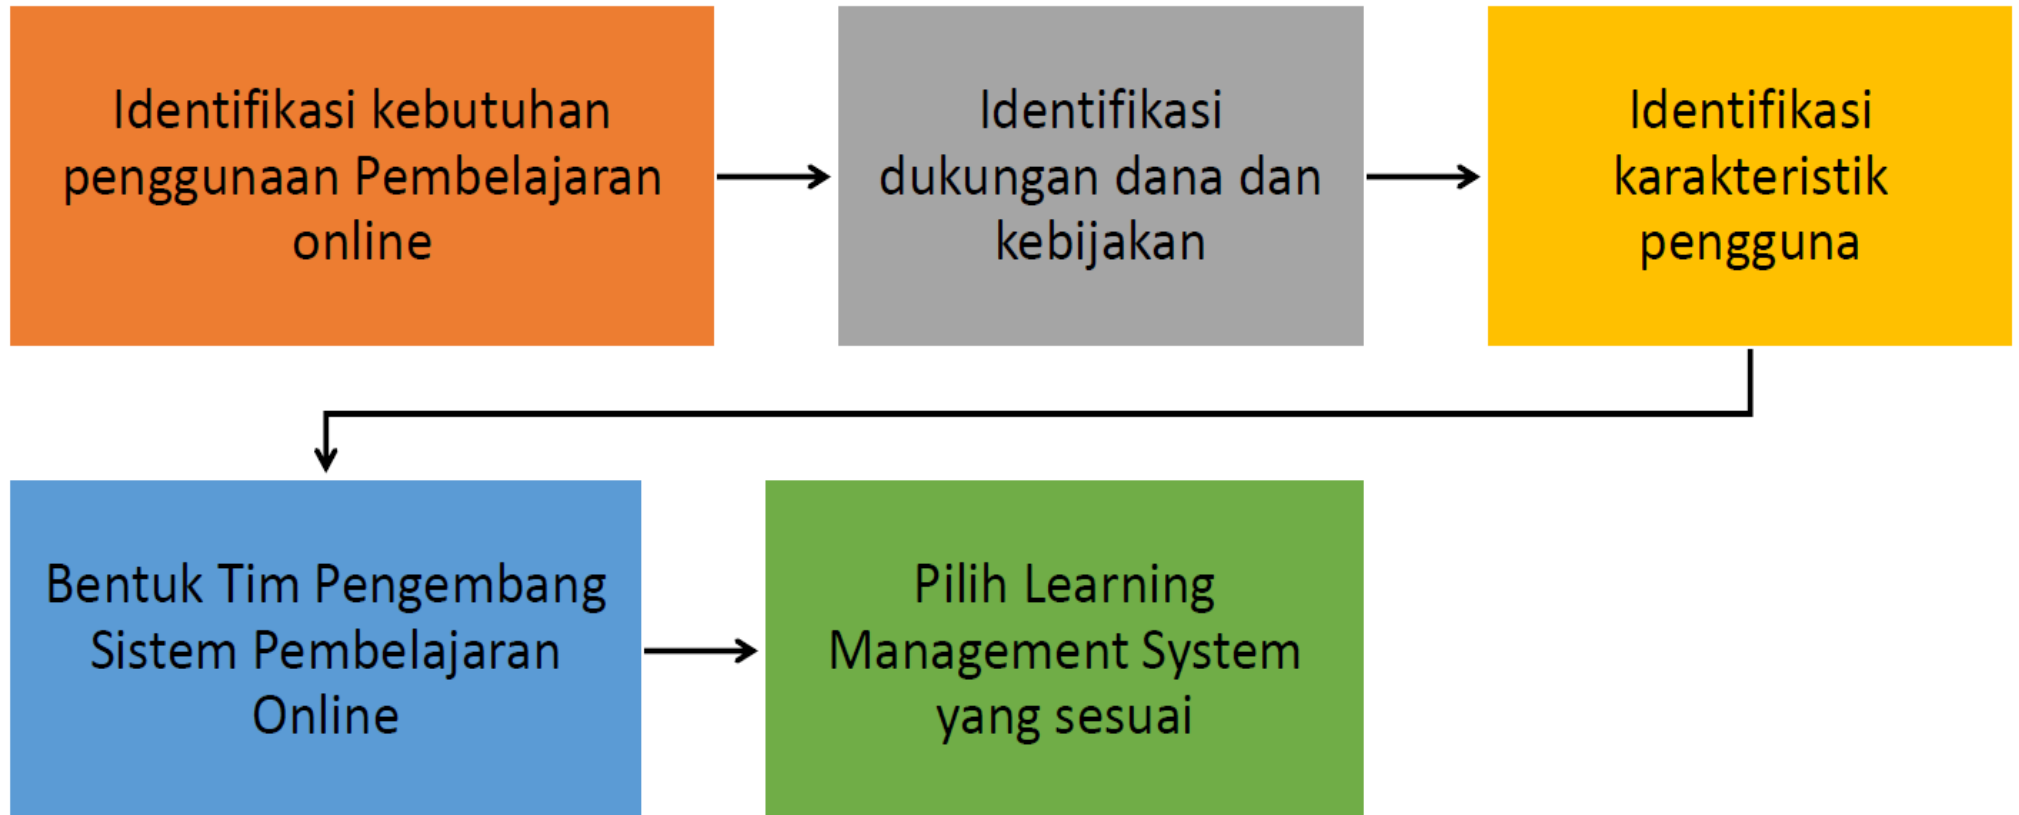 Identifikasi kebutuhan
penggunaan Pembelajaran
online
Identifikasi
dukungan dana dan
kebijakan
Identifikasi
karakteristik
pengguna
Bentuk Tim Pengembang
Sistem Pembelajaran
Online
Pilih Learning
Management System
yang sesuai